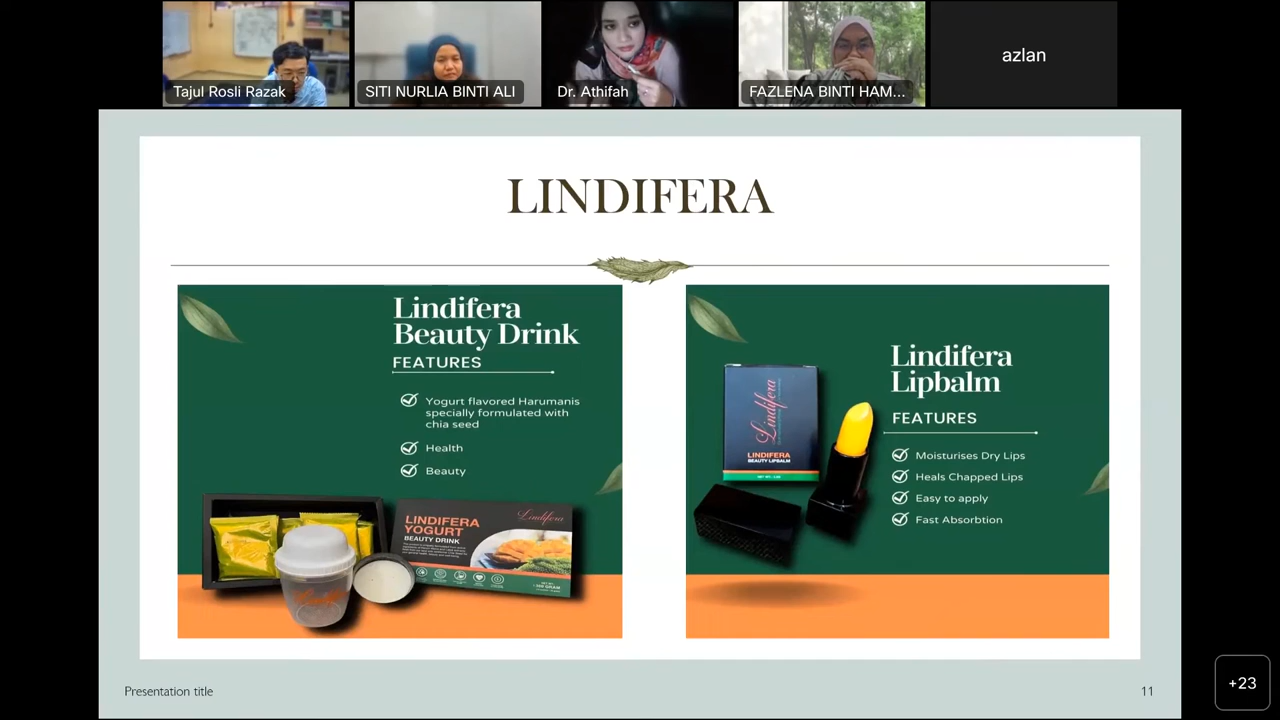 Tajul Rosli Razak
SITI NURLIA BINTI ALI
Dr. Athifah
FAZLENA BINTI HAM...
azlan
LINDIFERA
Lindifera
Beauty Drink
FEATURES
Yogurt flavored Harumanis
specially formulated with
chia seed
Health
Beauty
Lindifera
LINDIFERA
YOGURT
BEAUTY DRINK
Lindifera
Lipbalm
FEATURES
Moisturises Dry Lips
Heals Chapped Lips
Easy to apply
Fast Absorbtion
Lindifera
LINDIFERA
BEAUTY LIPBALM
Presentation title
11
+23